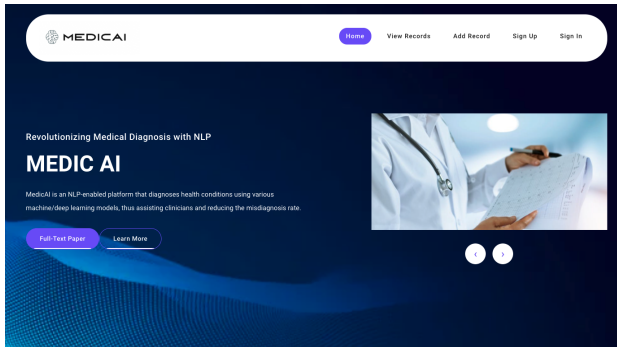 MEDICAI
Home
View Records
Add Record
Sign Up
Sign In
Revolutionizing Medical Diagnosis with NLP
MEDIC AI
MedicAI is an NLP-enabled platform that diagnoses health conditions using various
machine/deep learning models, thus assisting clinicians and reducing the misdiagnosis rate.
Full-Text Paper
Learn More